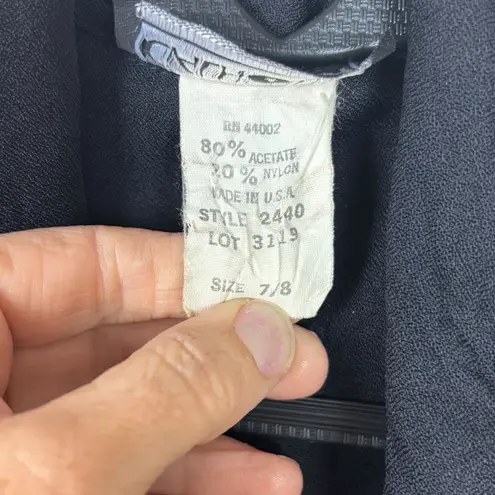 RN 44002
80% ACETATE
20% NYLON
MADE IN U.S.A.
STYLE 2440
LOT 3119
SIZE 7/8